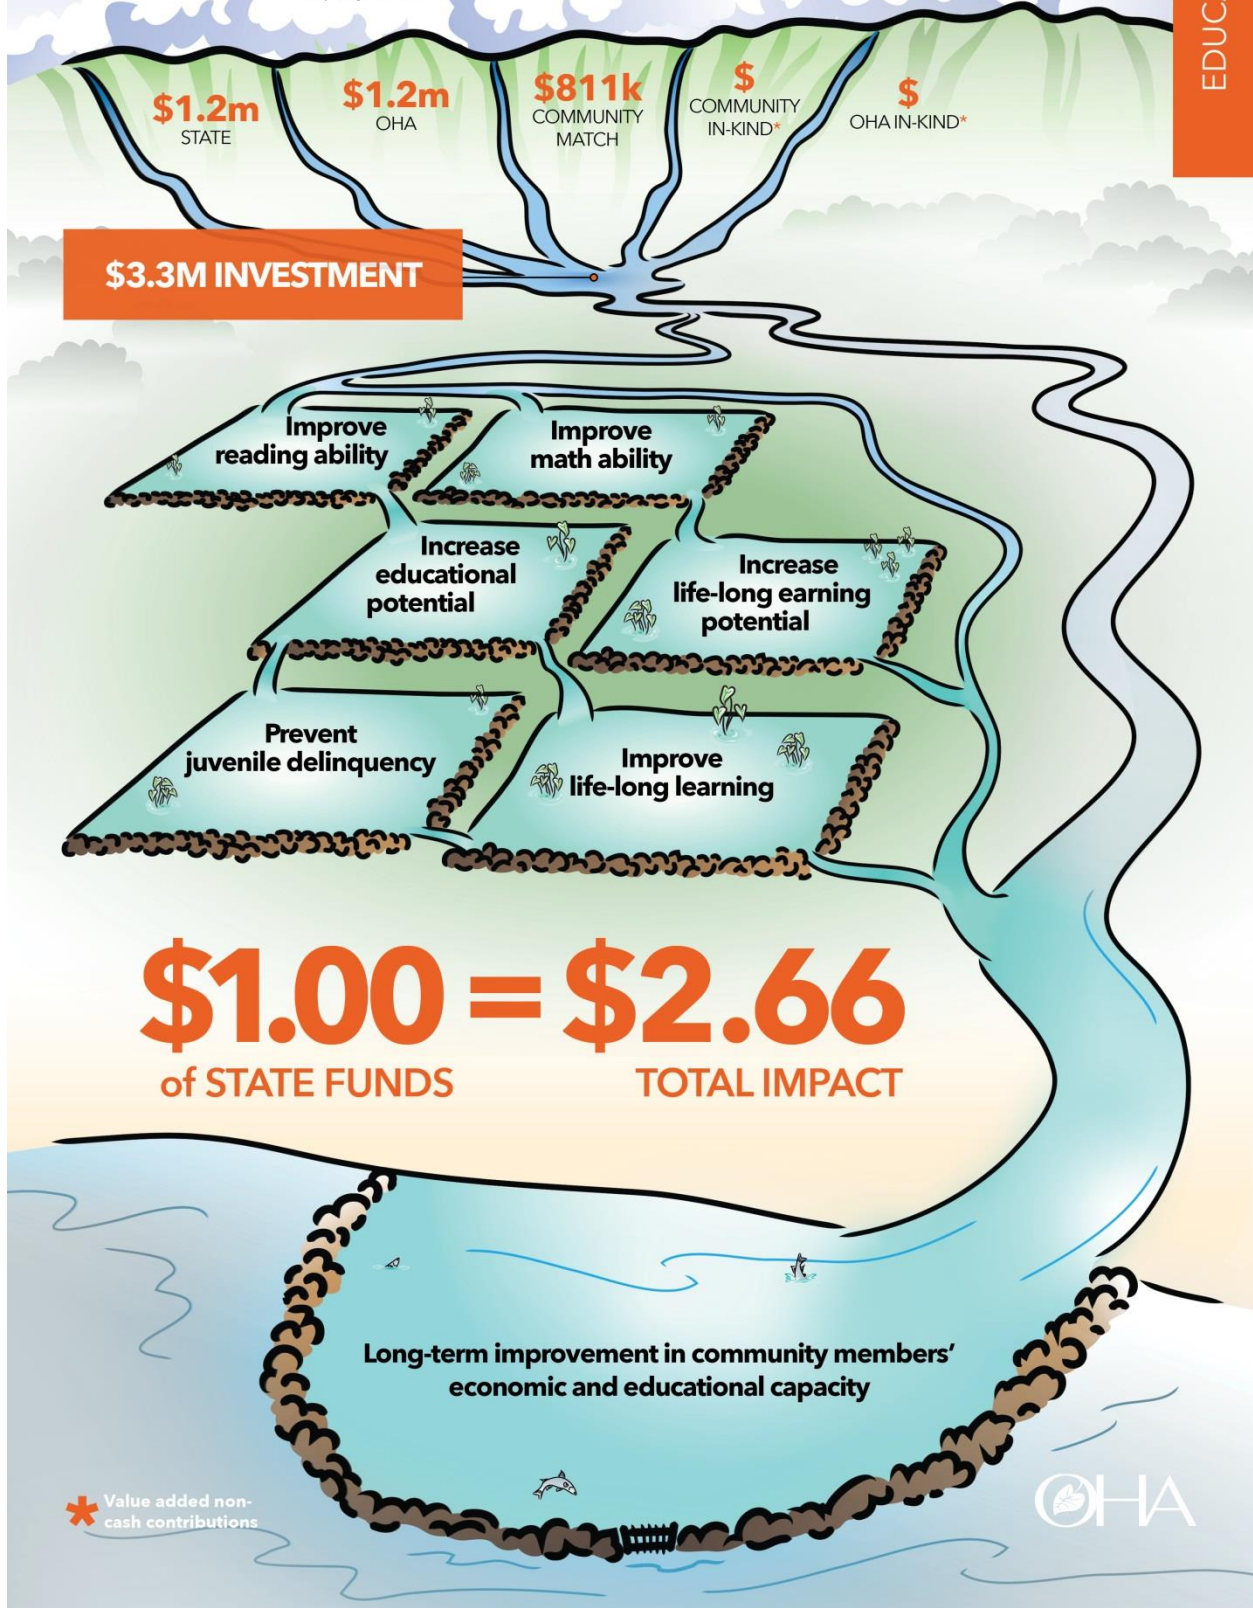 EDUC
$1.2m
STATE
$1.2m
OHA
$811k
COMMUNITY
MATCH
$
COMMUNITY
IN-KIND*
$
OHA IN-KIND*
$3.3M INVESTMENT
Improve
reading ability
Improve
math ability
Increase
educational
potential
Increase
life-long earning
potential
Prevent
juvenile delinquency
Improve
life-long learning
$1.00 = $2.66
of STATE FUNDS TOTAL IMPACT
Long-term improvement in community members’
economic and educational capacity
* Value added non-
cash contributions
OHA